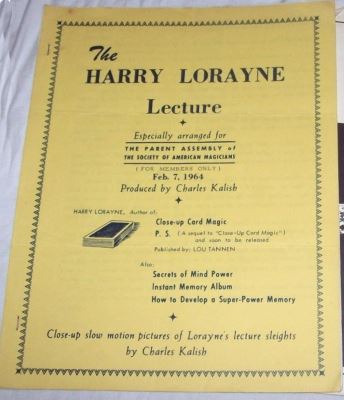 The
HARRY LORAYNE
Lecture
Especially arranged for
THE PARENT ASSEMBLY of
THE SOCIETY OF AMERICAN MAGICIANS
(FOR MEMBERS ONLY)
Feb. 7, 1964
Produced by Charles Kalish
HARRY LORAYNE, Author of:
Close-up Card Magic
P. S. (A sequel to "Close-Up Card Magic")
and soon to be released
Published by: LOU TANNEN
Also:
Secrets of Mind Power
Instant Memory Album
How to Develop a Super-Power Memory
Close-up slow motion pictures of Lorayne's lecture sleights
by Charles Kalish